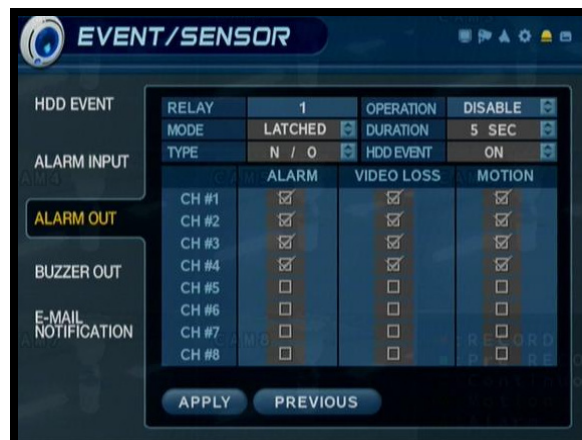 EVENT/SENSOR
HDD EVENT
ALARM INPUT
ALARM OUT
BUZZER OUT
E-MAIL
NOTIFICATION
RELAY 1 OPERATION DISABLE
MODE LATCHED DURATION 5 SEC
TYPE N / O HDD EVENT ON
ALARM VIDEO LOSS MOTION
CH #1
CH #2
CH #3
CH #4
CH #5
CH #6
CH #7
CH #8
APPLY PREVIOUS